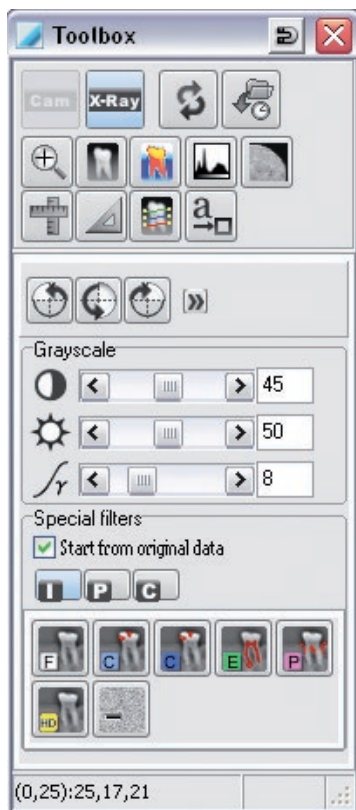 Toolbox
Cam X-Ray
a
Grayscale
45
50
γ 8
Special filters
Start from original data
I P C
F C C E P
HD
(0,25):25,17,21